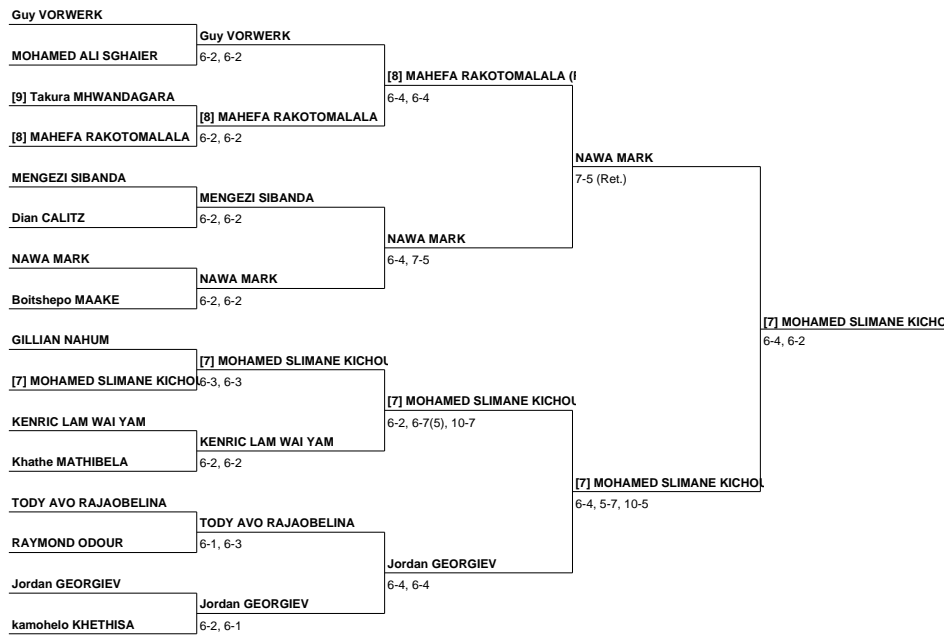 Guy VORWERK
MOHAMED ALI SGHAIER
[9] Takura MHWANDAGARA
[8] MAHEFA RAKOTOMALALA
MENGEZI SIBANDA
Dian CALITZ
NAWA MARK
Boitshepo MAAKE
GILLIAN NAHUM
[7] MOHAMED SLIMANE KICHOU
KENRIC LAM WAI YAM
Khathe MATHIBELA
TODY AVO RAJAOBELINA
RAYMOND ODOUR
Jordan GEORGIEV
kamohelo KHETHISA
Guy VORWERK
6-2, 6-2
[8] MAHEFA RAKOTOMALALA
6-2, 6-2
MENGEZI SIBANDA
6-2, 6-2
NAWA MARK
6-2, 6-2
[7] MOHAMED SLIMANE KICHOU
6-3, 6-3
KENRIC LAM WAI YAM
6-2, 6-2
TODY AVO RAJAOBELINA
6-1, 6-3
Jordan GEORGIEV
6-2, 6-1
[8] MAHEFA RAKOTOMALALA (
6-4, 6-4
NAWA MARK
6-4, 7-5
[7] MOHAMED SLIMANE KICHOU
6-2, 6-7(5), 10-7
Jordan GEORGIEV
6-4, 6-4
NAWA MARK
7-5 (Ret.)
[7] MOHAMED SLIMANE KICHOU
6-4, 5-7, 10-5
[7] MOHAMED SLIMANE KICHO
6-4, 6-2